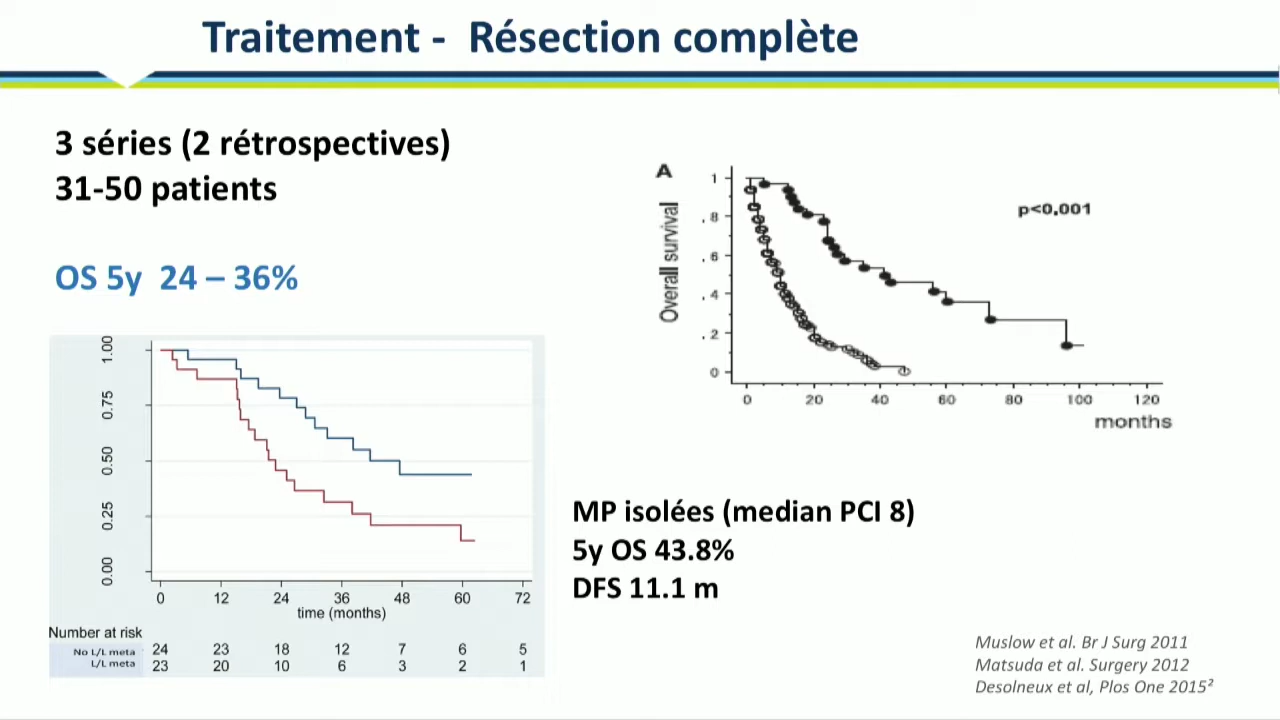 Traitement - Résection complète
3 séries (2 rétrospectives)
31-50 patients
OS 5y 24 – 36%
1.00
0.75
0.50
0.25
0.00
0 12 24 36 48 60 72
time (months)
Number at risk
No L/L meta 24 23 18 12 7 6 5
L/L meta 23 20 10 6 3 2 1
A
Overall survival
1
.8
.6
.4
.2
0
p<0.001
0 20 40 60 80 100 120
months
MP isolées (median PCI 8)
5y OS 43.8%
DFS 11.1 m
Muslow et al. Br J Surg 2011
Matsuda et al. Surgery 2012
Desolneux et al, Plos One 2015²